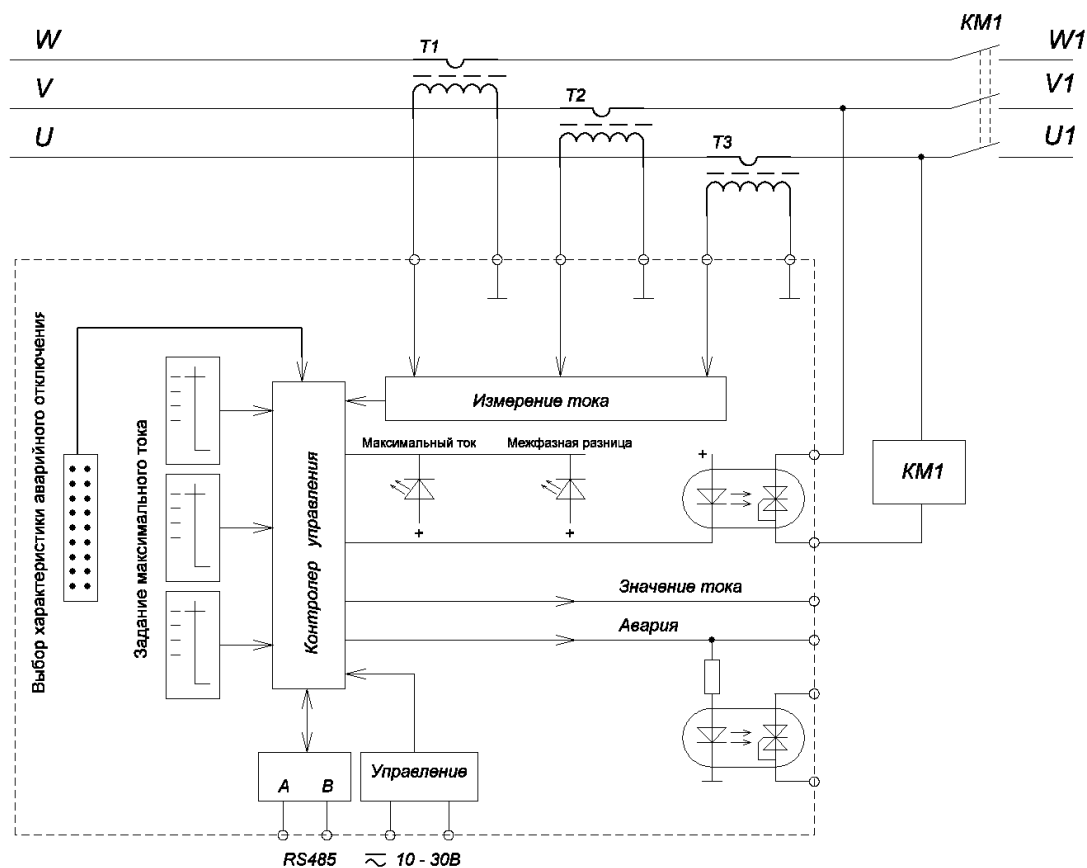 W
T1
KM1
W1
V
T2
V1
U
T3
U1
Выбор характеристики аварийного отключения
Задание максимального тока
Контролер управления
Измерение тока
Максимальный ток
Межфазная разница
+
+
+
KM1
Значение тока
Авария
A B
Управление
RS485
10 - 30В